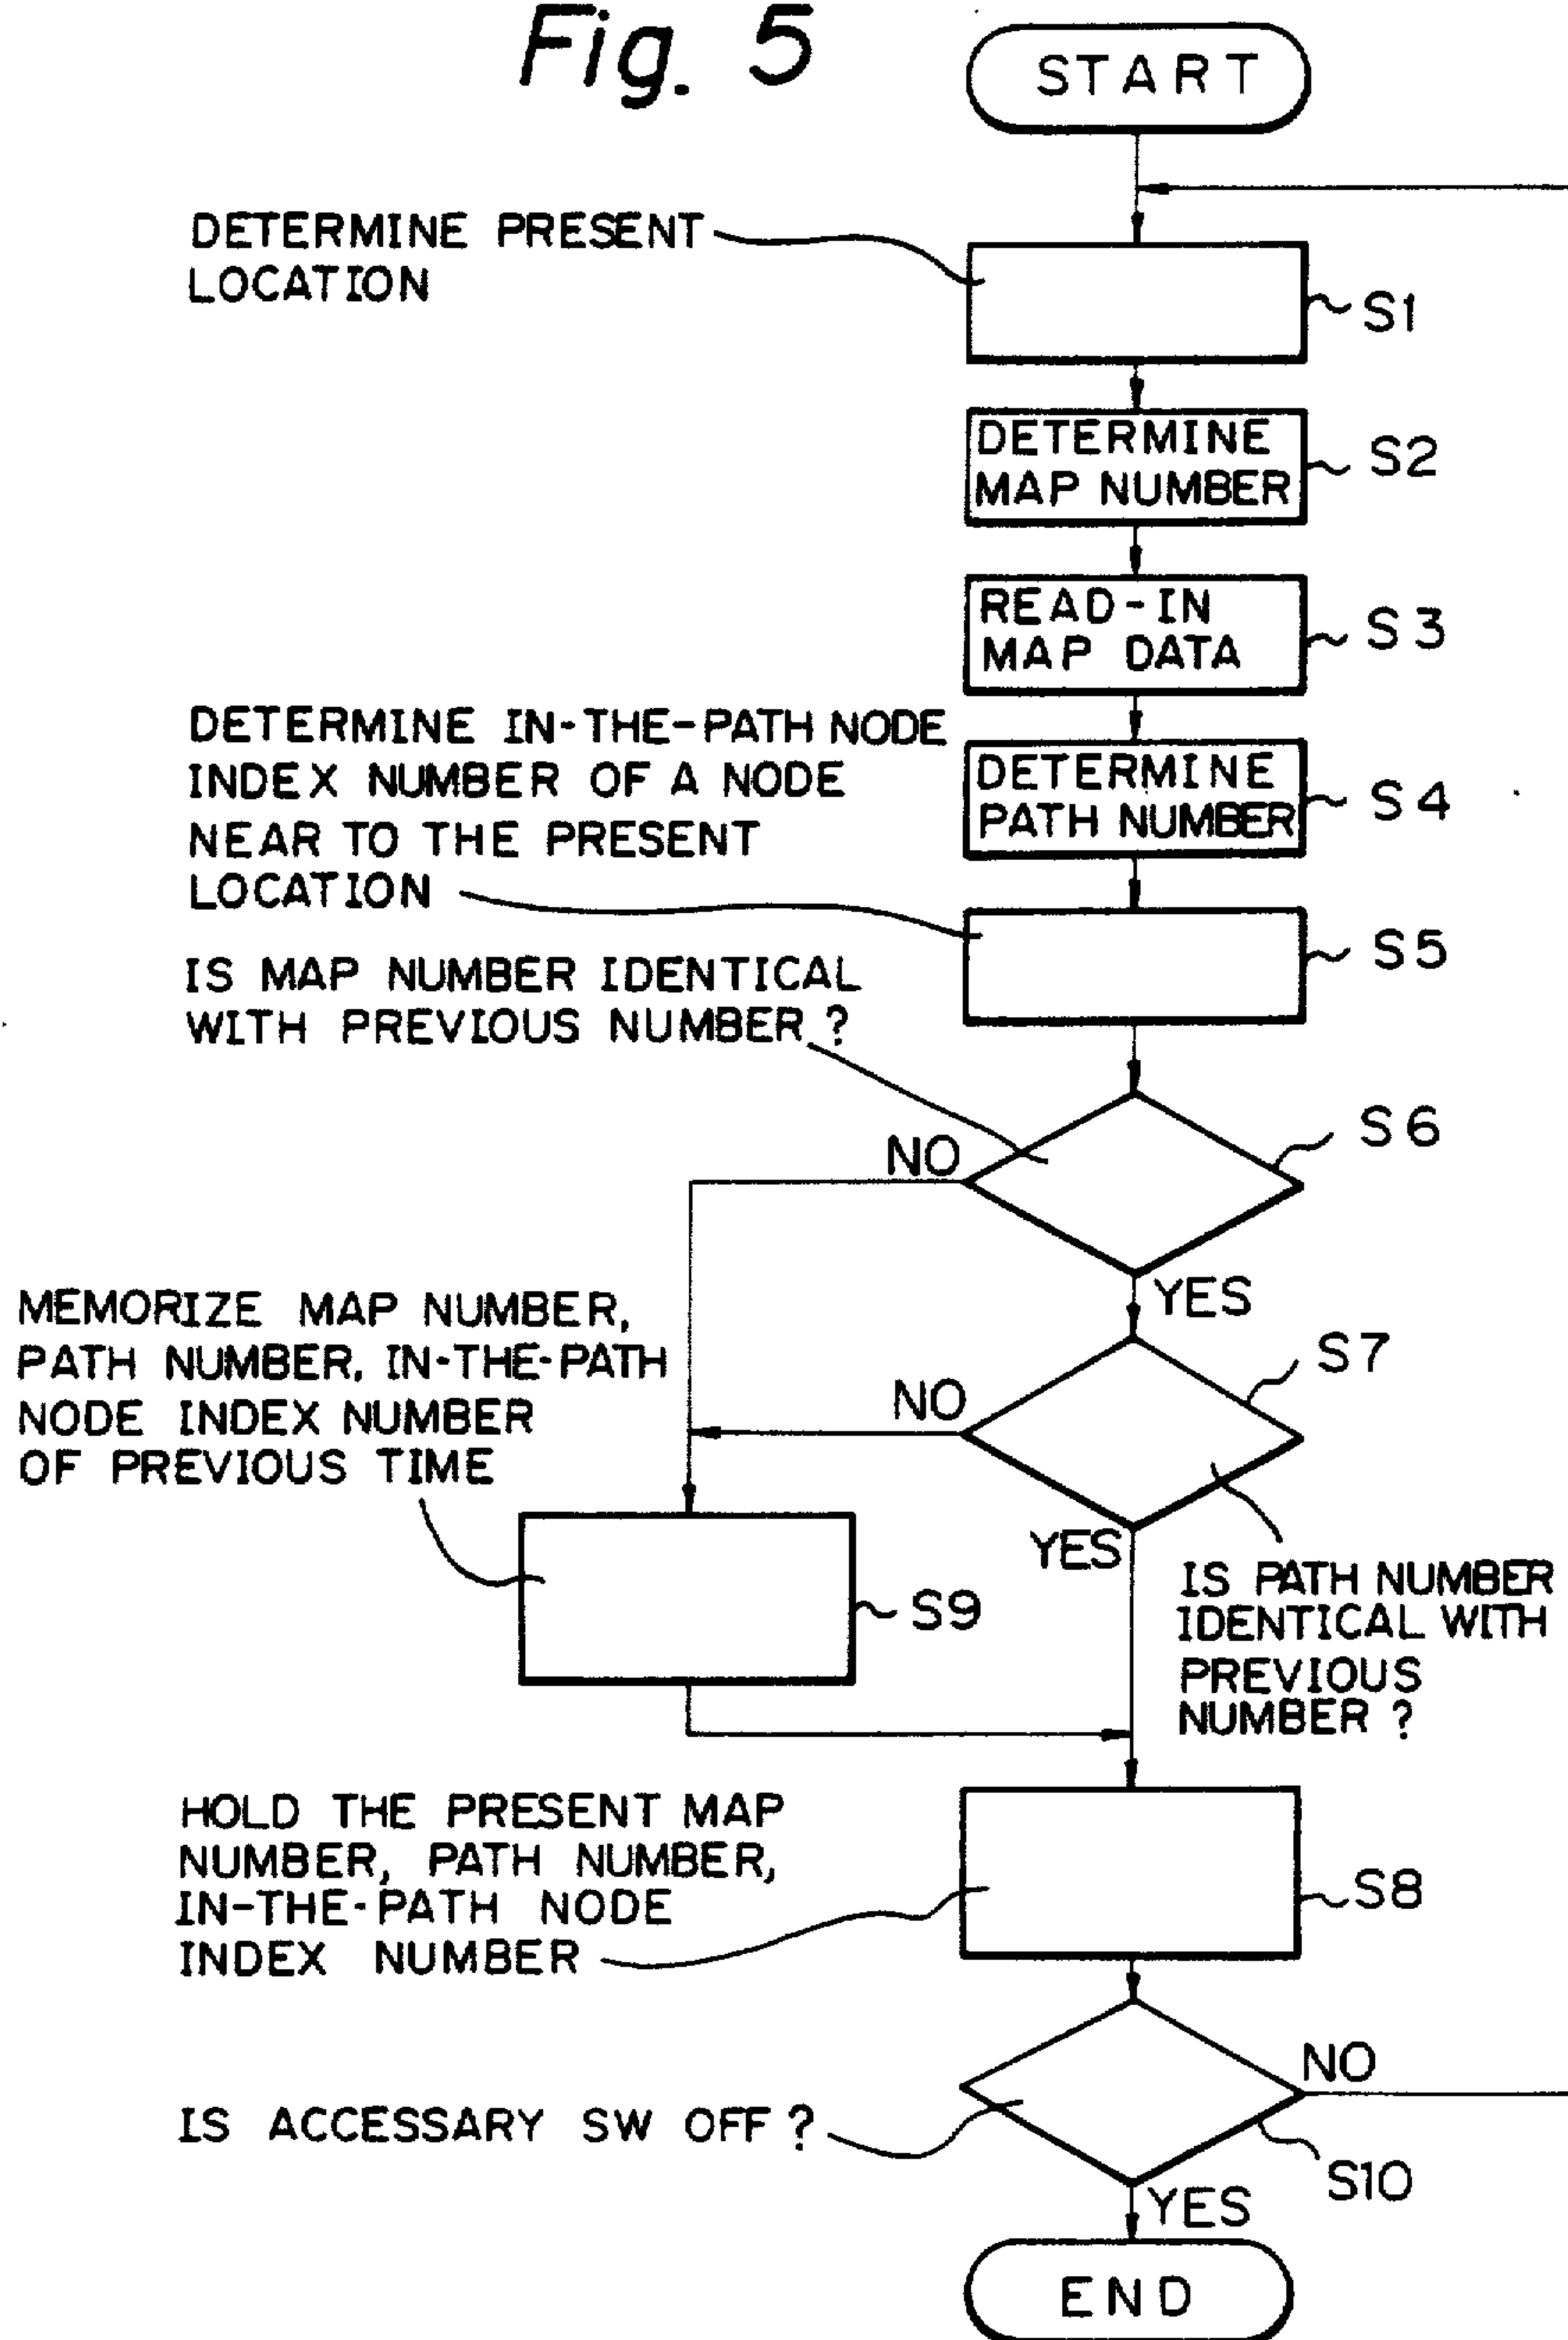 Fig. 5
START
DETERMINE PRESENT
LOCATION
S1
DETERMINE
MAP NUMBER
S2
READ-IN
MAP DATA
S3
DETERMINE IN-THE-PATH NODE
INDEX NUMBER OF A NODE
NEAR TO THE PRESENT
LOCATION
DETERMINE
PATH NUMBER
S4
S5
IS MAP NUMBER IDENTICAL
WITH PREVIOUS NUMBER ?
S6
NO
YES
MEMORIZE MAP NUMBER,
PATH NUMBER, IN-THE-PATH
NODE INDEX NUMBER
OF PREVIOUS TIME
S7
NO
YES
IS PATH NUMBER
IDENTICAL WITH
PREVIOUS
NUMBER ?
S9
HOLD THE PRESENT MAP
NUMBER, PATH NUMBER,
IN-THE-PATH NODE
INDEX NUMBER
S8
NO
IS ACCESSARY SW OFF ?
S10
YES
END